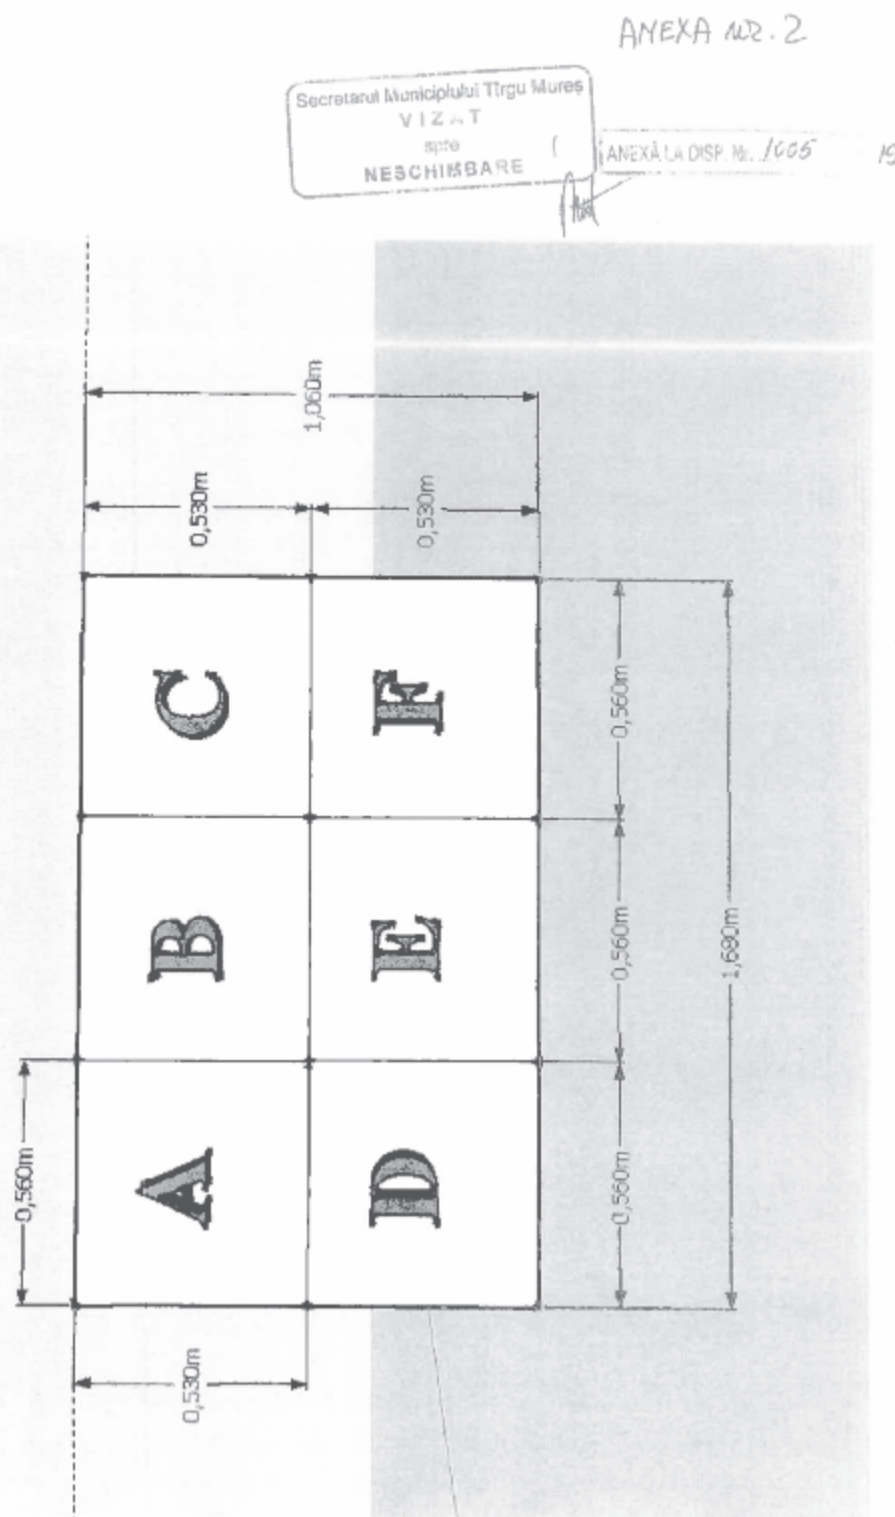 ANEXA NR. 2
Secretarul Municipiului Tîrgu Mureș
VIZAT
spre
NESCHIMBARE
ANEXĂ LA DISP. Nr. 1005
1,060m
0,530m
0,530m
C
F
0,560m
B
E
0,560m
1,680m
0,560m
A
D
0,560m
0,530m